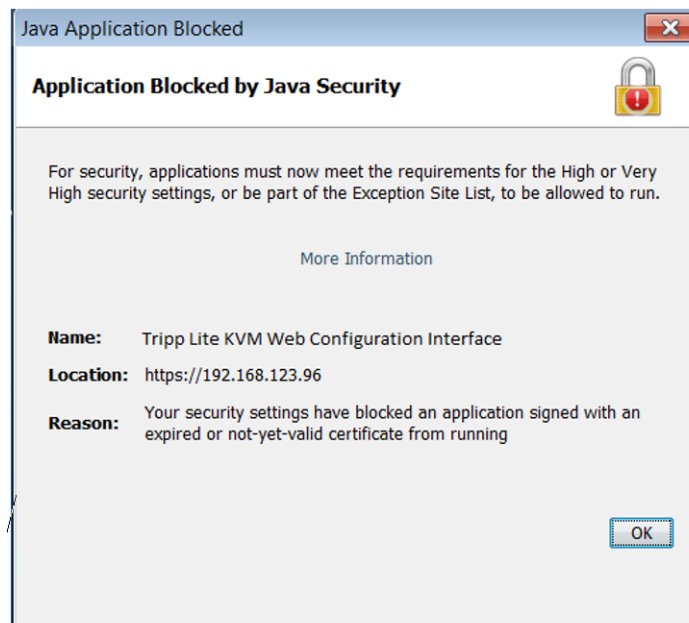 Java Application Blocked
Application Blocked by Java Security
For security, applications must now meet the requirements for the High or Very
High security settings, or be part of the Exception Site List, to be allowed to run.
More Information
Name: Tripp Lite KVM Web Configuration Interface
Location: https://192.168.123.96
Reason: Your security settings have blocked an application signed with an
expired or not-yet-valid certificate from running
OK